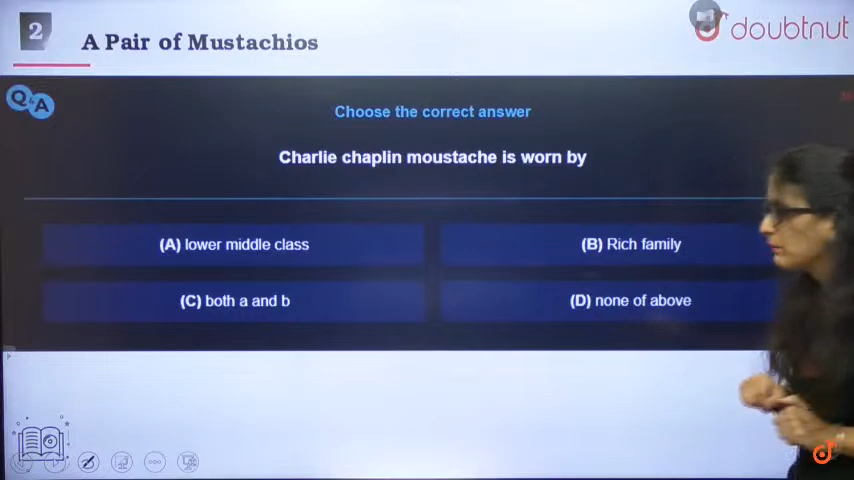 2
A Pair of Mustachios
doubtnut
Q&A
Choose the correct answer
Charlie chaplin moustache is worn by
(A) lower middle class
(B) Rich family
(C) both a and b
(D) none of above